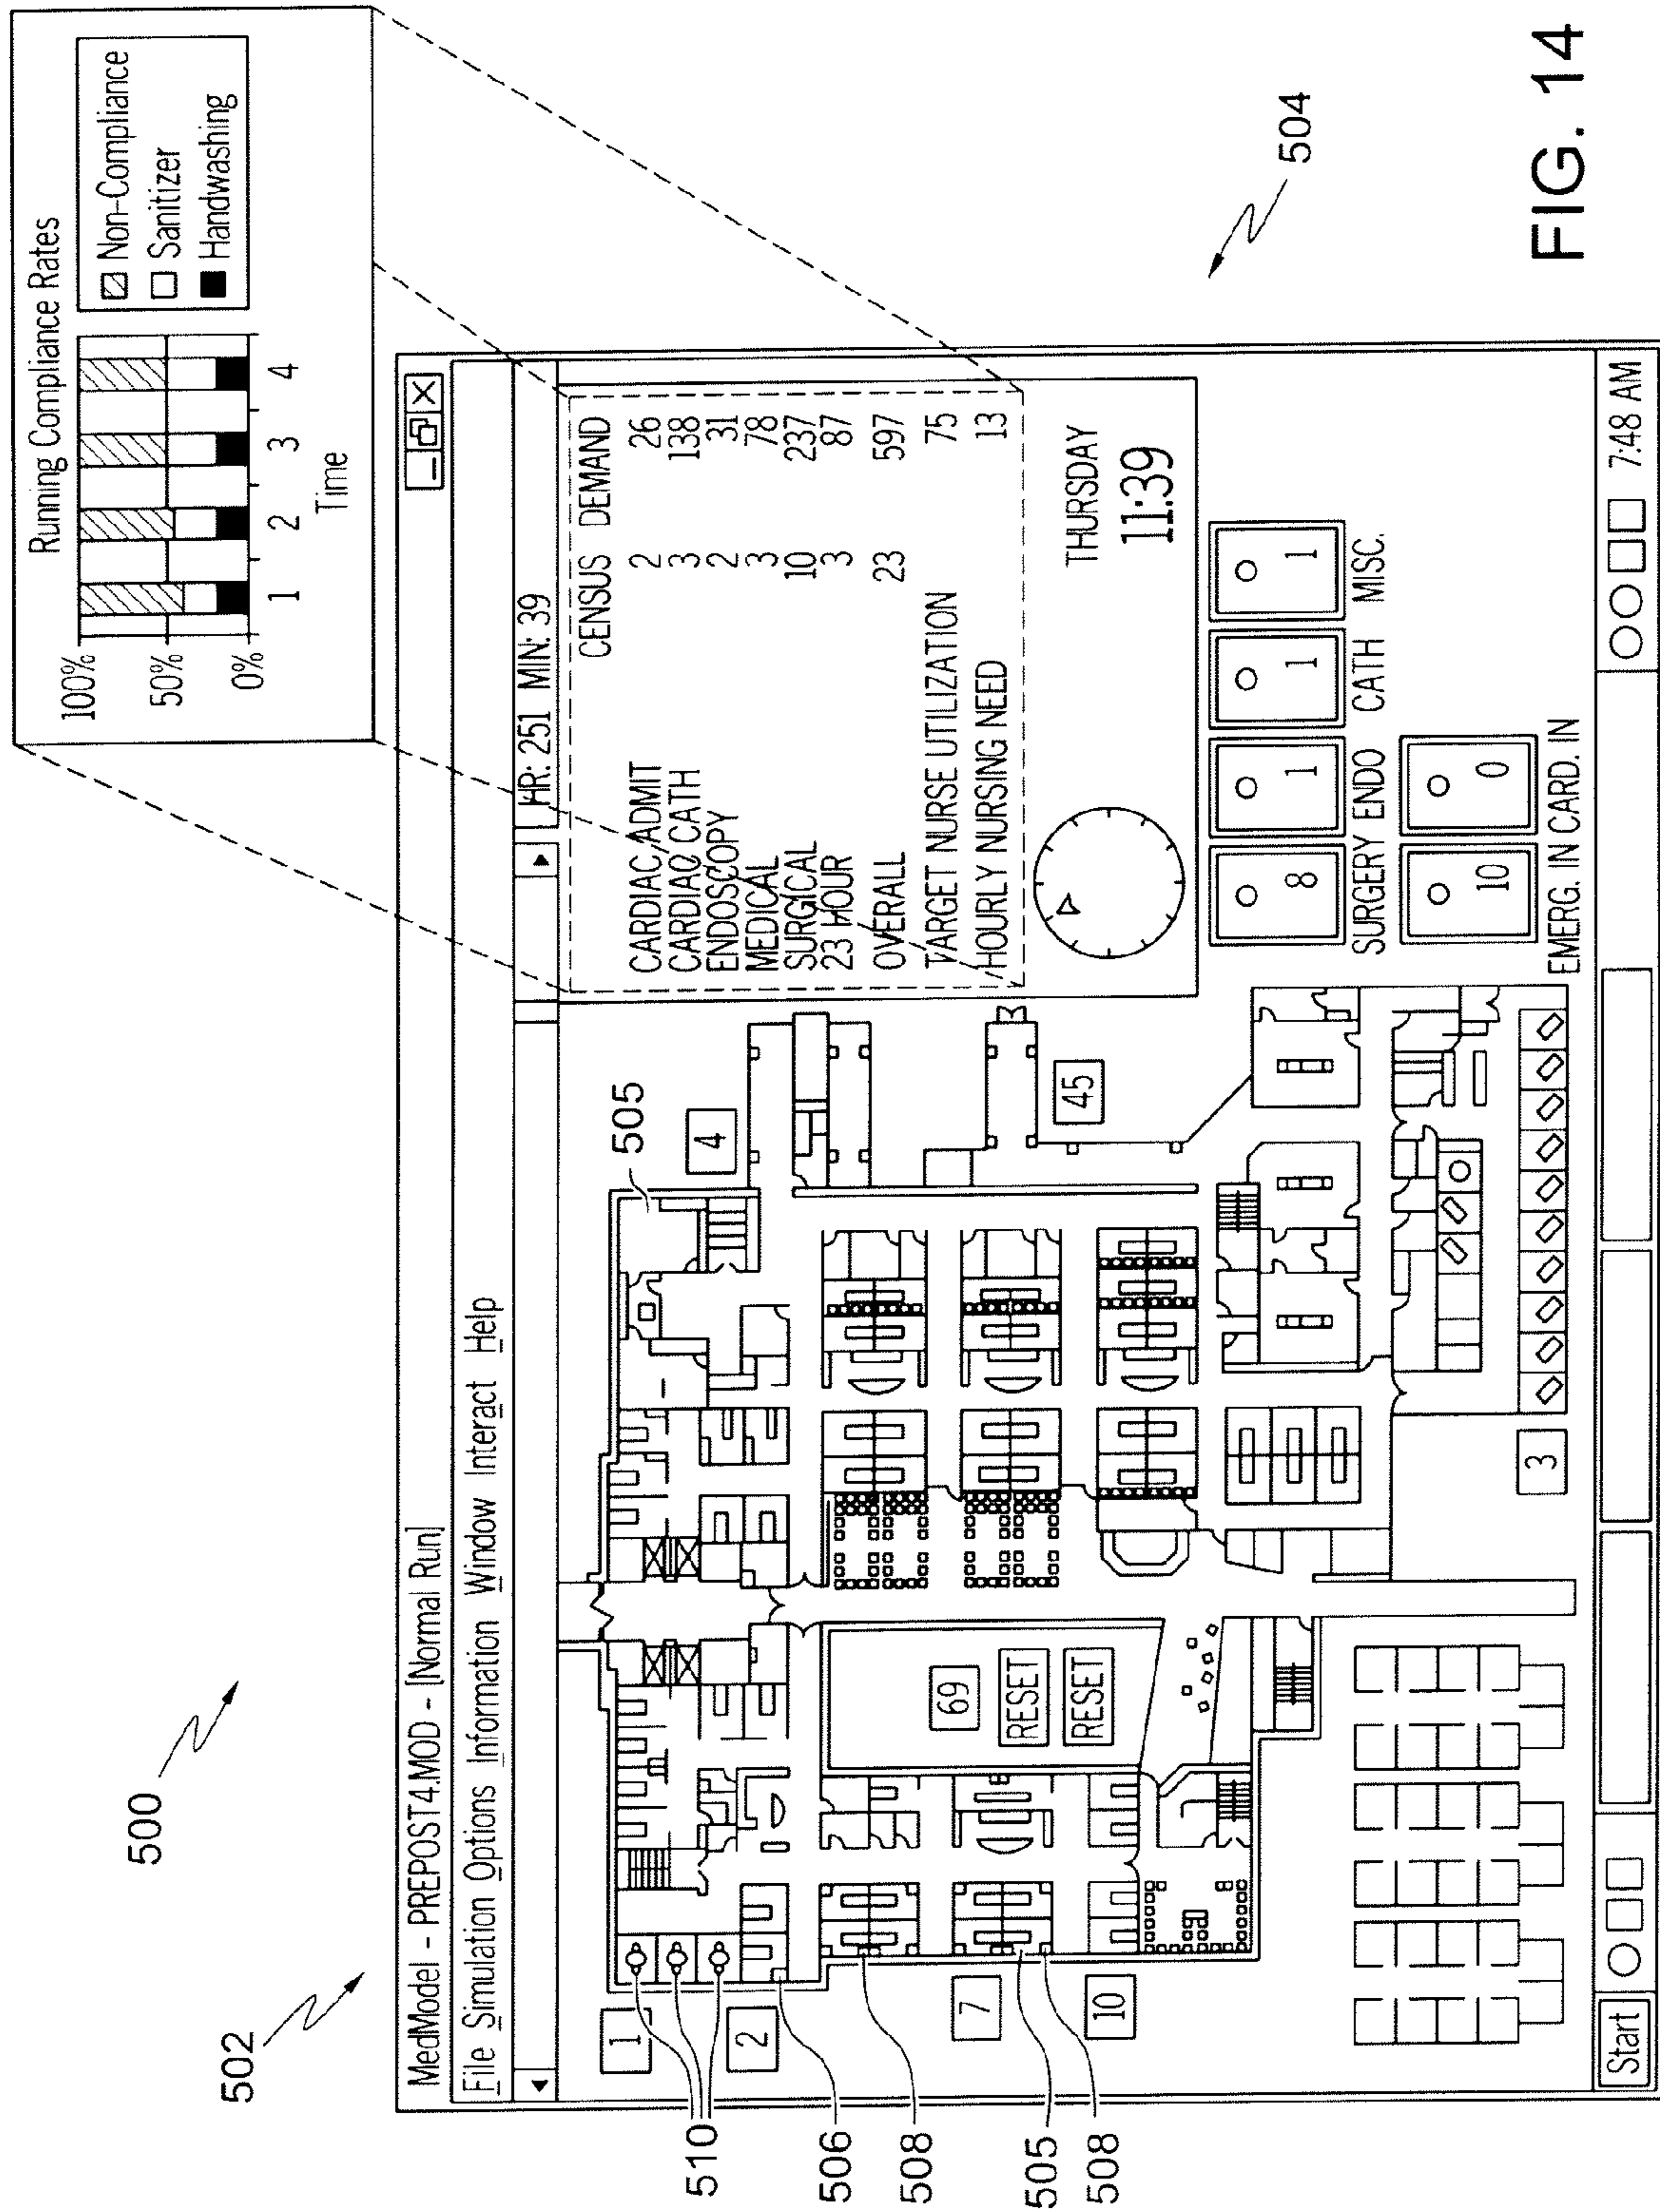 500
502
504
Running Compliance Rates
100%
50%
0%
1 2 3 4
Time
Non-Compliance
Sanitizer
Handwashing
MedModel - PREPOST4.MOD - [Normal Run]
File Simulation Options Information Window Interact Help
HR: 251 MIN: 39
CENSUS DEMAND
CARDIAC ADMIT 2 26
CARDIAC CATH 3 138
ENDOSCOPY 2 31
MEDICAL 3 78
SURGICAL 10 237
23 HOUR 3 87
OVERALL 23 597
TARGET NURSE UTILIZATION 75
HOURLY NURSING NEED 13
THURSDAY
11:39
8 1 1 1
SURGERY ENDO CATH MISC.
10 0
EMERG. IN CARD. IN
505
4
45
1
2
7
10
69
RESET
RESET
3
510
506
508
505
508
Start
7:48 AM
FIG. 14